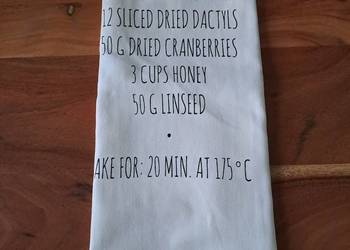 12 SLICED DRIED DACTYLS
50 G DRIED CRANBERRIES
3 CUPS HONEY
50 G LINSEED
•
AKE FOR: 20 MIN. AT 175°C